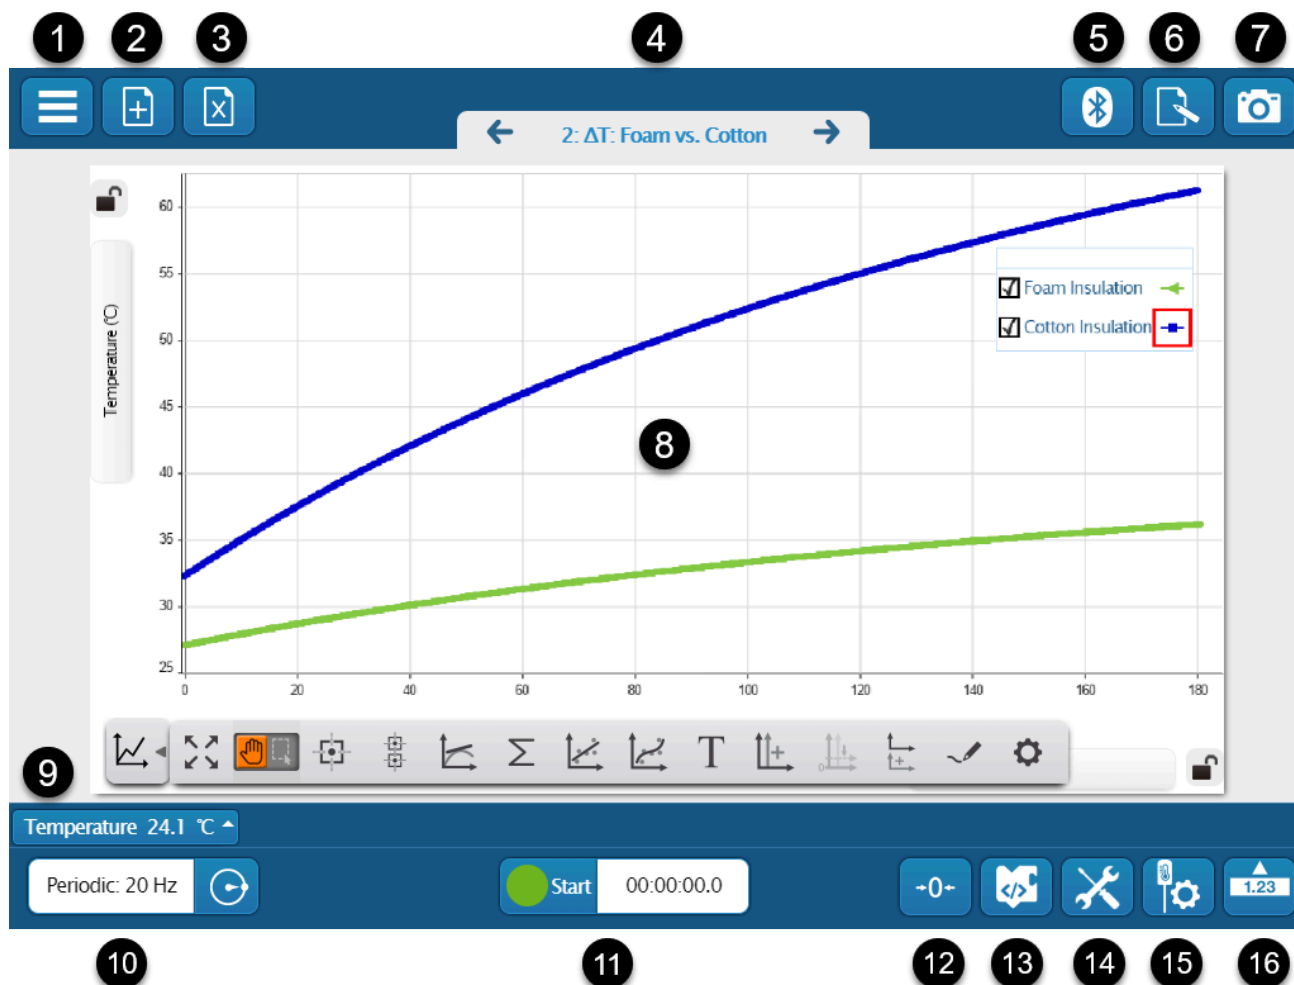 1 2 3 4 5 6 7
2: ΔT: Foam vs. Cotton
60
55
50
45
40
35
30
25
Temperature (℃)
Foam Insulation
Cotton Insulation
8
0 20 40 60 80 100 120 140 160 180
Σ T
0
9
Temperature 24.1 ℃
Periodic: 20 Hz
Start 00:00:00.0
→0←
</>
1.23
10 11 12 13 14 15 16